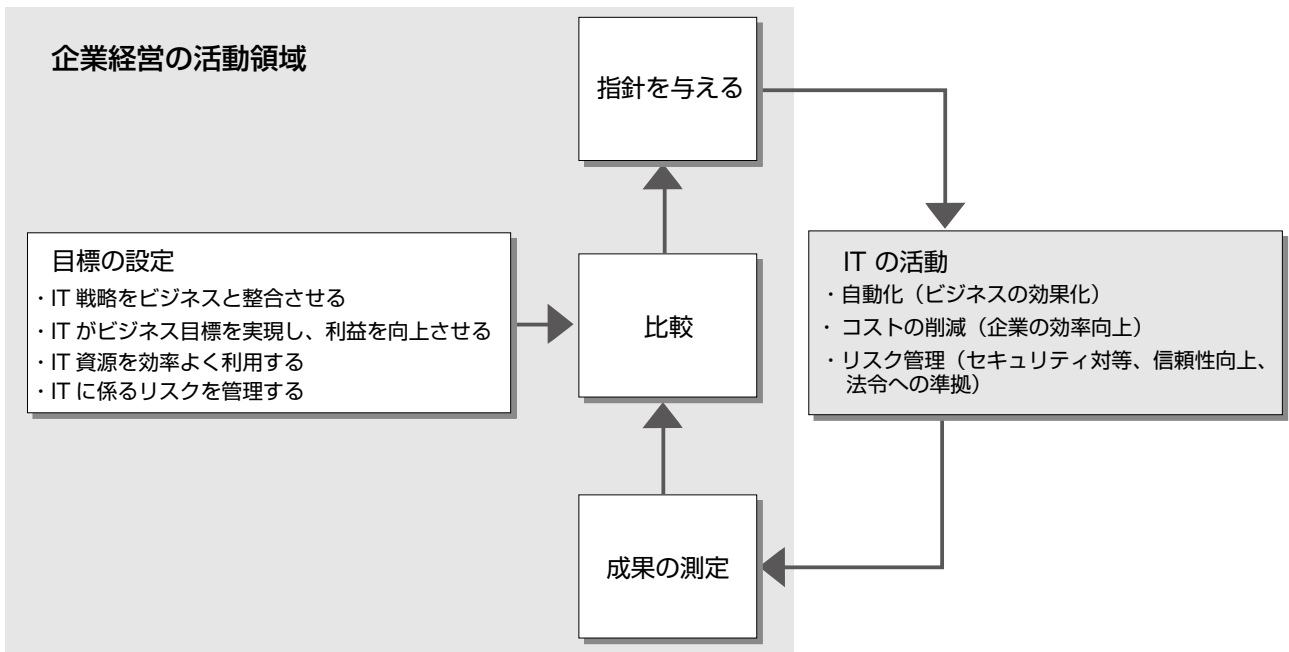 企業経営の活動領域
指針を与える
目標の設定
・IT 戦略をビジネスと整合させる
・IT がビジネス目標を実現し、利益を向上させる
・IT 資源を効率よく利用する
・IT に係るリスクを管理する
比較
IT の活動
・自動化（ビジネスの効果化）
・コストの削減（企業の効率向上）
・リスク管理（セキュリティ対等、信頼性向上、
法令への準拠）
成果の測定